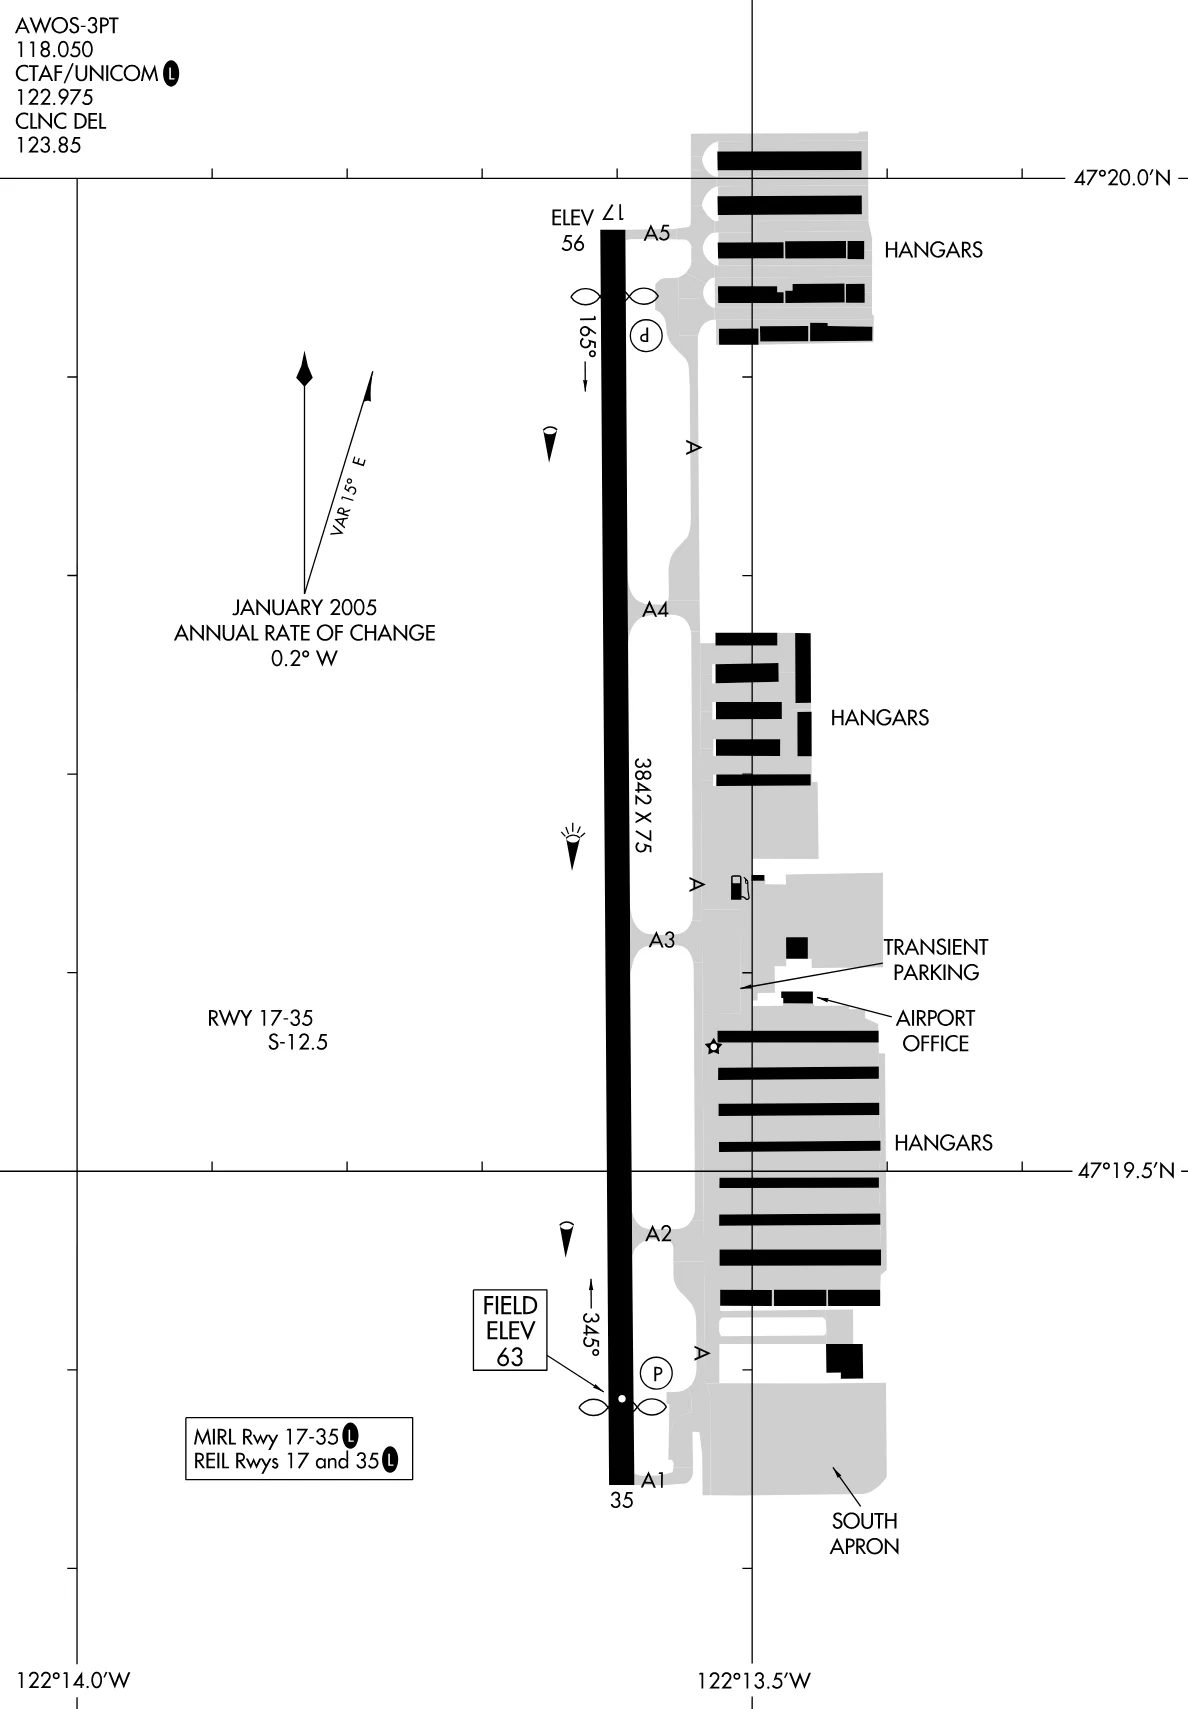 AWOS-3PT
118.050
CTAF/UNICOM L
122.975
CLNC DEL
123.85
47°20.0'N
17
ELEV
56
A5
HANGARS
165°
P
A
VAR 15° E
JANUARY 2005
ANNUAL RATE OF CHANGE
0.2° W
A4
HANGARS
3842 X 75
A
A3
TRANSIENT
PARKING
RWY 17-35
S-12.5
AIRPORT
OFFICE
HANGARS
47°19.5'N
A2
FIELD
ELEV
63
345°
A
P
MIRL Rwy 17-35 L
REIL Rwys 17 and 35 L
A1
35
SOUTH
APRON
122°14.0'W
122°13.5'W